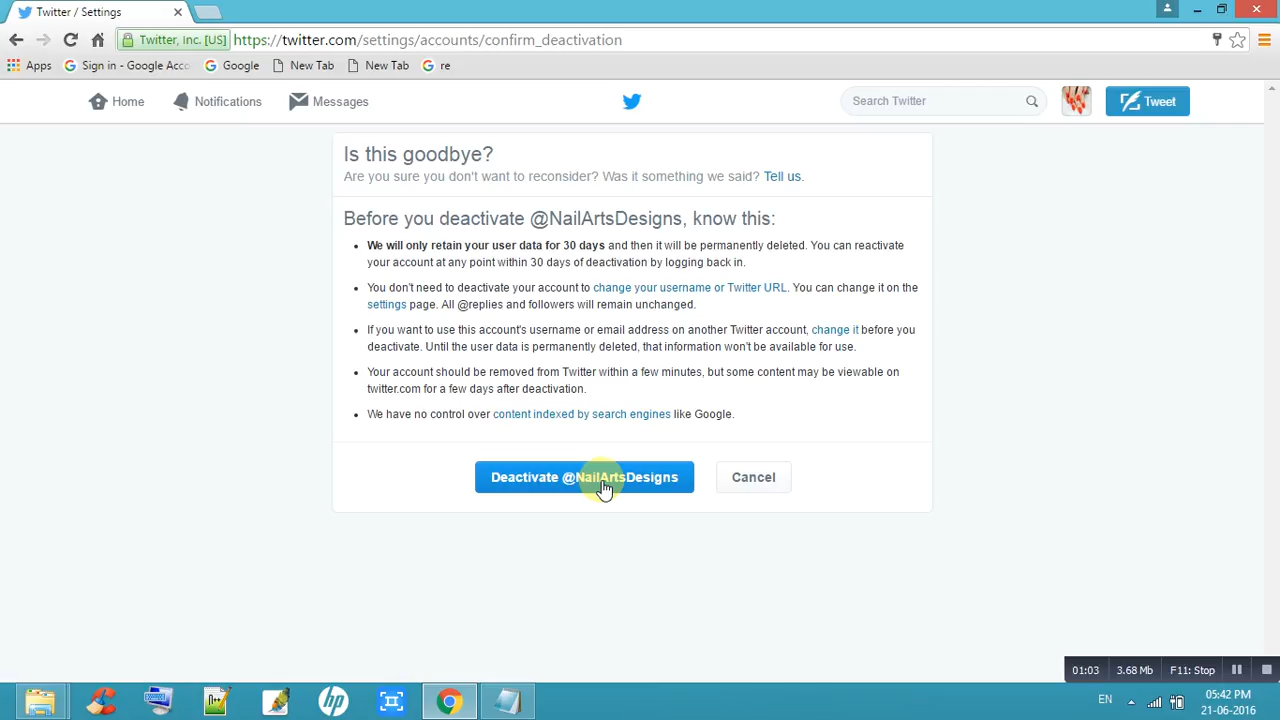 Twitter / Settings
Twitter, Inc. [US] https://twitter.com/settings/accounts/confirm_deactivation
Apps Sign in - Google Acco Google New Tab New Tab re
Home Notifications Messages Search Twitter Tweet
Is this goodbye?
Are you sure you don't want to reconsider? Was it something we said? Tell us.
Before you deactivate @NailArtsDesigns, know this:
We will only retain your user data for 30 days and then it will be permanently deleted. You can reactivate
your account at any point within 30 days of deactivation by logging back in.
You don't need to deactivate your account to change your username or Twitter URL. You can change it on the
settings page. All @replies and followers will remain unchanged.
If you want to use this account's username or email address on another Twitter account, change it before you
deactivate. Until the user data is permanently deleted, that information won't be available for use.
Your account should be removed from Twitter within a few minutes, but some content may be viewable on
twitter.com for a few days after deactivation.
We have no control over content indexed by search engines like Google.
Deactivate @NailArtsDesigns Cancel
01:03 3.68 Mb F11: Stop
EN 05:42 PM
21-06-2016